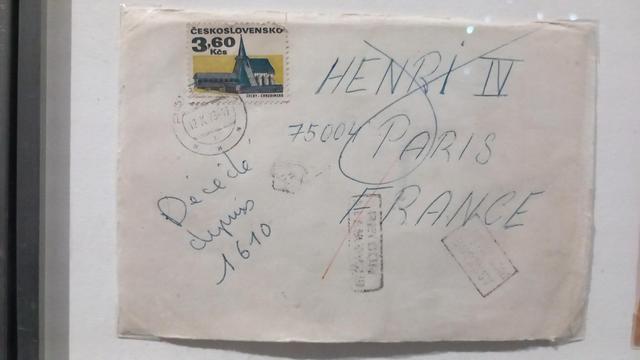 ČESKOSLOVENSKO
3,60
Kčs
HENRI IV
75004 PARIS
FRANCE
Décédé
depuis
1610